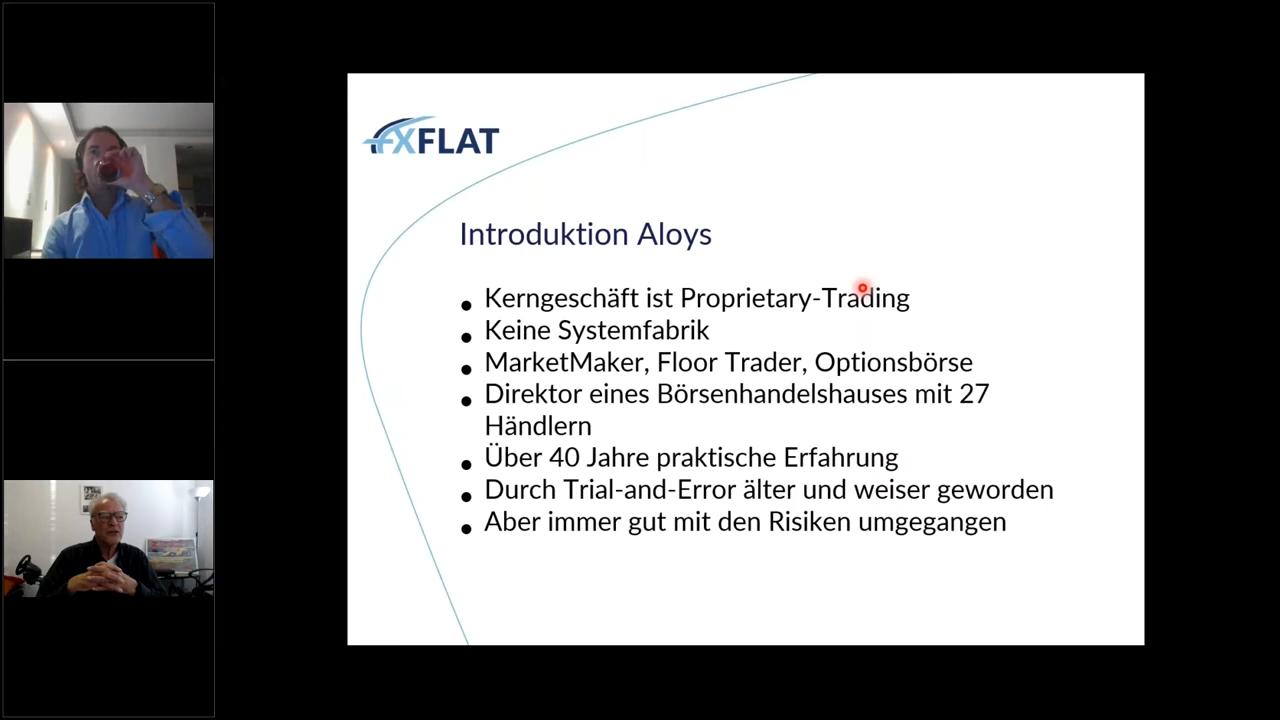 FXFLAT
Introduktion Aloys
Kerngeschäft ist Proprietary-Trading
Keine Systemfabrik
MarketMaker, Floor Trader, Optionsbörse
Direktor eines Börsenhandelshauses mit 27
Händlern
Über 40 Jahre praktische Erfahrung
Durch Trial-and-Error älter und weiser geworden
Aber immer gut mit den Risiken umgegangen